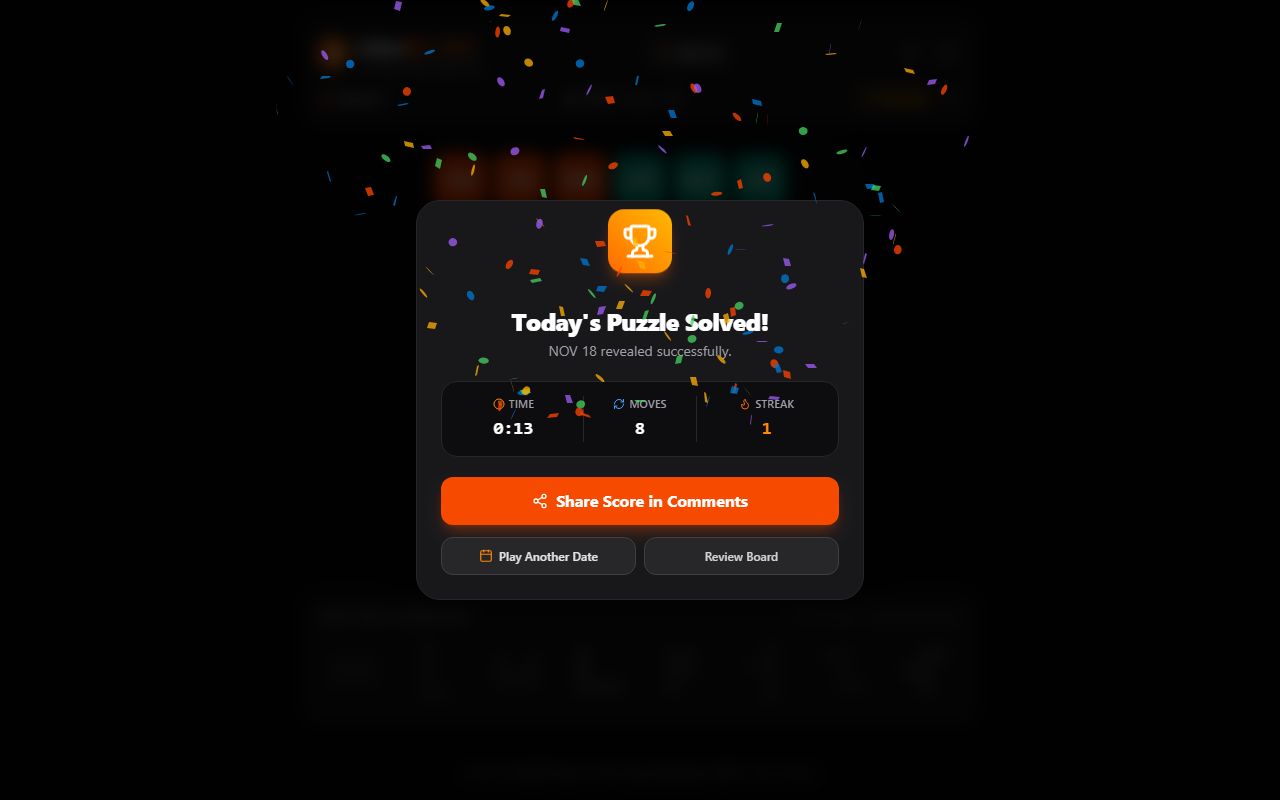 Today's Puzzle Solved!
NOV 18 revealed successfully.
TIME
MOVES
STREAK
0:13
8
1
Share Score in Comments
Play Another Date
Review Board